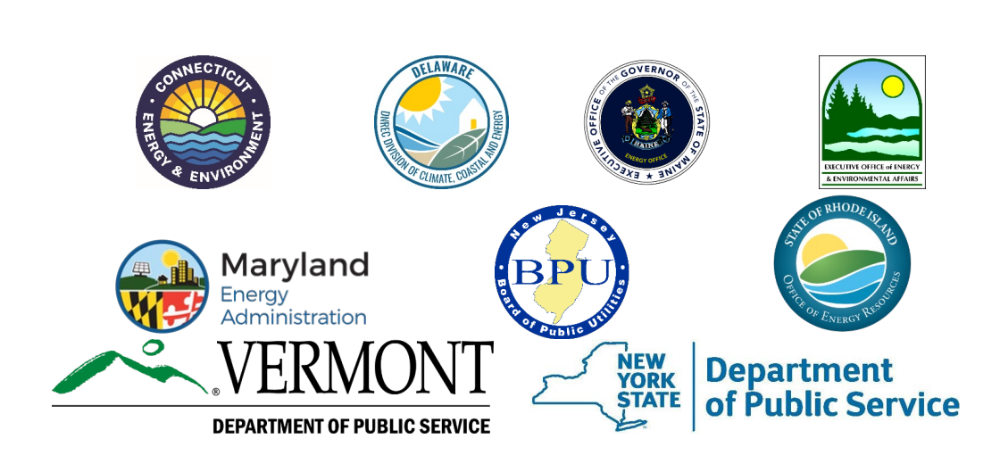 CONNECTICUT
ENERGY & ENVIRONMENT
DELAWARE
DNREC DIVISION OF CLIMATE, COASTAL AND ENERGY
EXECUTIVE OFFICE OF THE GOVERNOR OF THE STATE OF MAINE
MAINE
ENERGY OFFICE
EXECUTIVE OFFICE of ENERGY
& ENVIRONMENTAL AFFAIRS
Maryland
Energy
Administration
New Jersey
BPU
Board of Public Utilities
STATE OF RHODE ISLAND
OFFICE OF ENERGY RESOURCES
VERMONT
®
DEPARTMENT OF PUBLIC SERVICE
NEW
YORK
STATE
Department
of Public Service